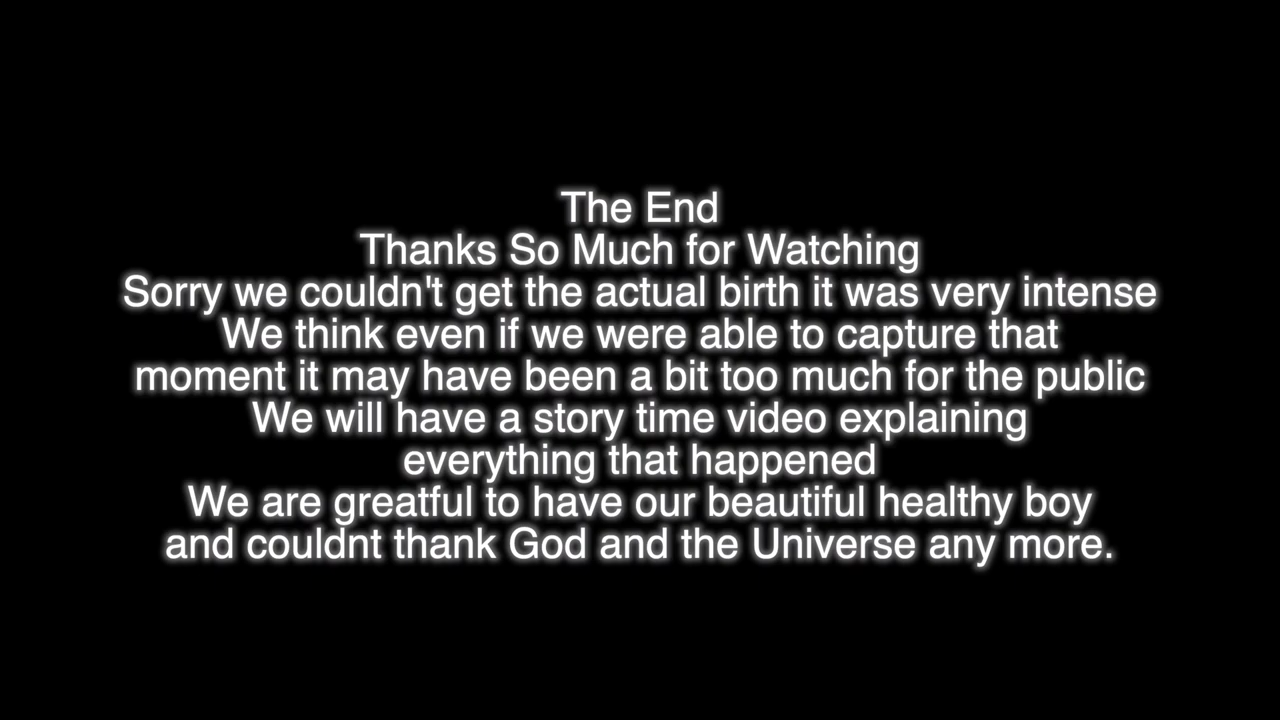 The End
Thanks So Much for Watching
Sorry we couldn't get the actual birth it was very intense
We think even if we were able to capture that
moment it may have been a bit too much for the public
We will have a story time video explaining
everything that happened
We are greatful to have our beautiful healthy boy
and couldnt thank God and the Universe any more.